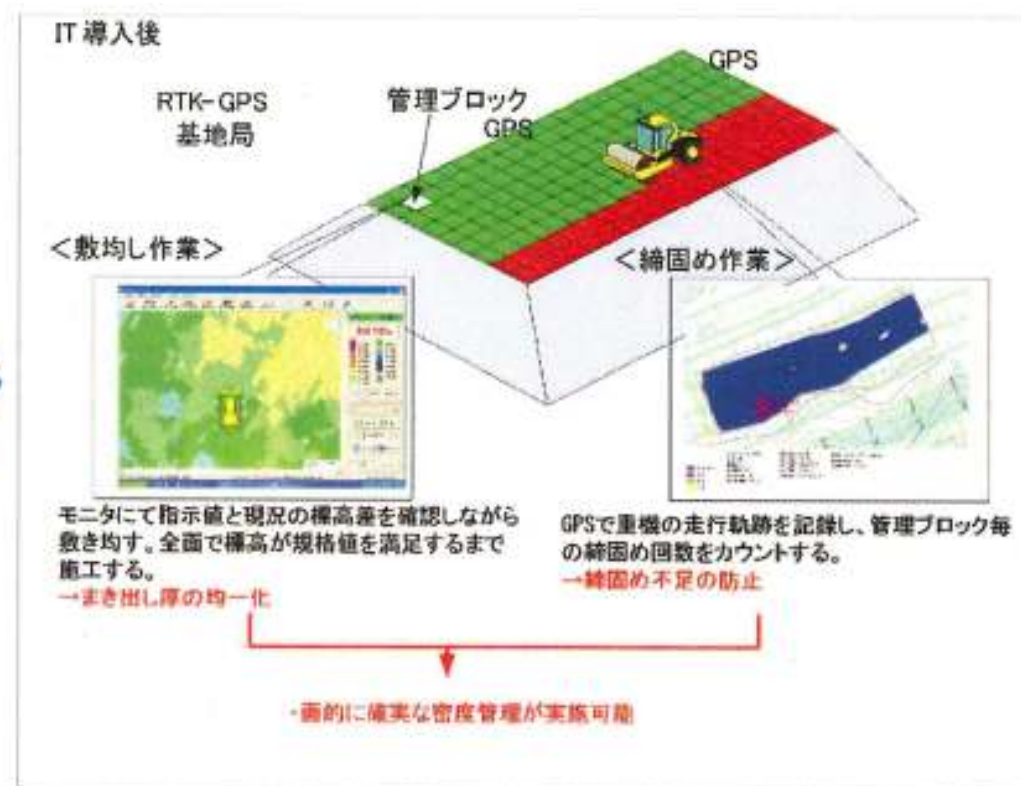 IT 導入後
GPS
RTK-GPS
基地局
管理ブロック
GPS
＜敷均し作業＞
＜締固め作業＞
モニタにて指示値と現況の標高差を確認しながら
敷き均す。全面で標高が規格値を満足するまで
施工する。
→まき出し厚の均一化
GPSで重機の走行軌跡を記録し、管理ブロック毎
の締固め回数をカウントする。
→締固め不足の防止
・面的に確実な密度管理が実施可能